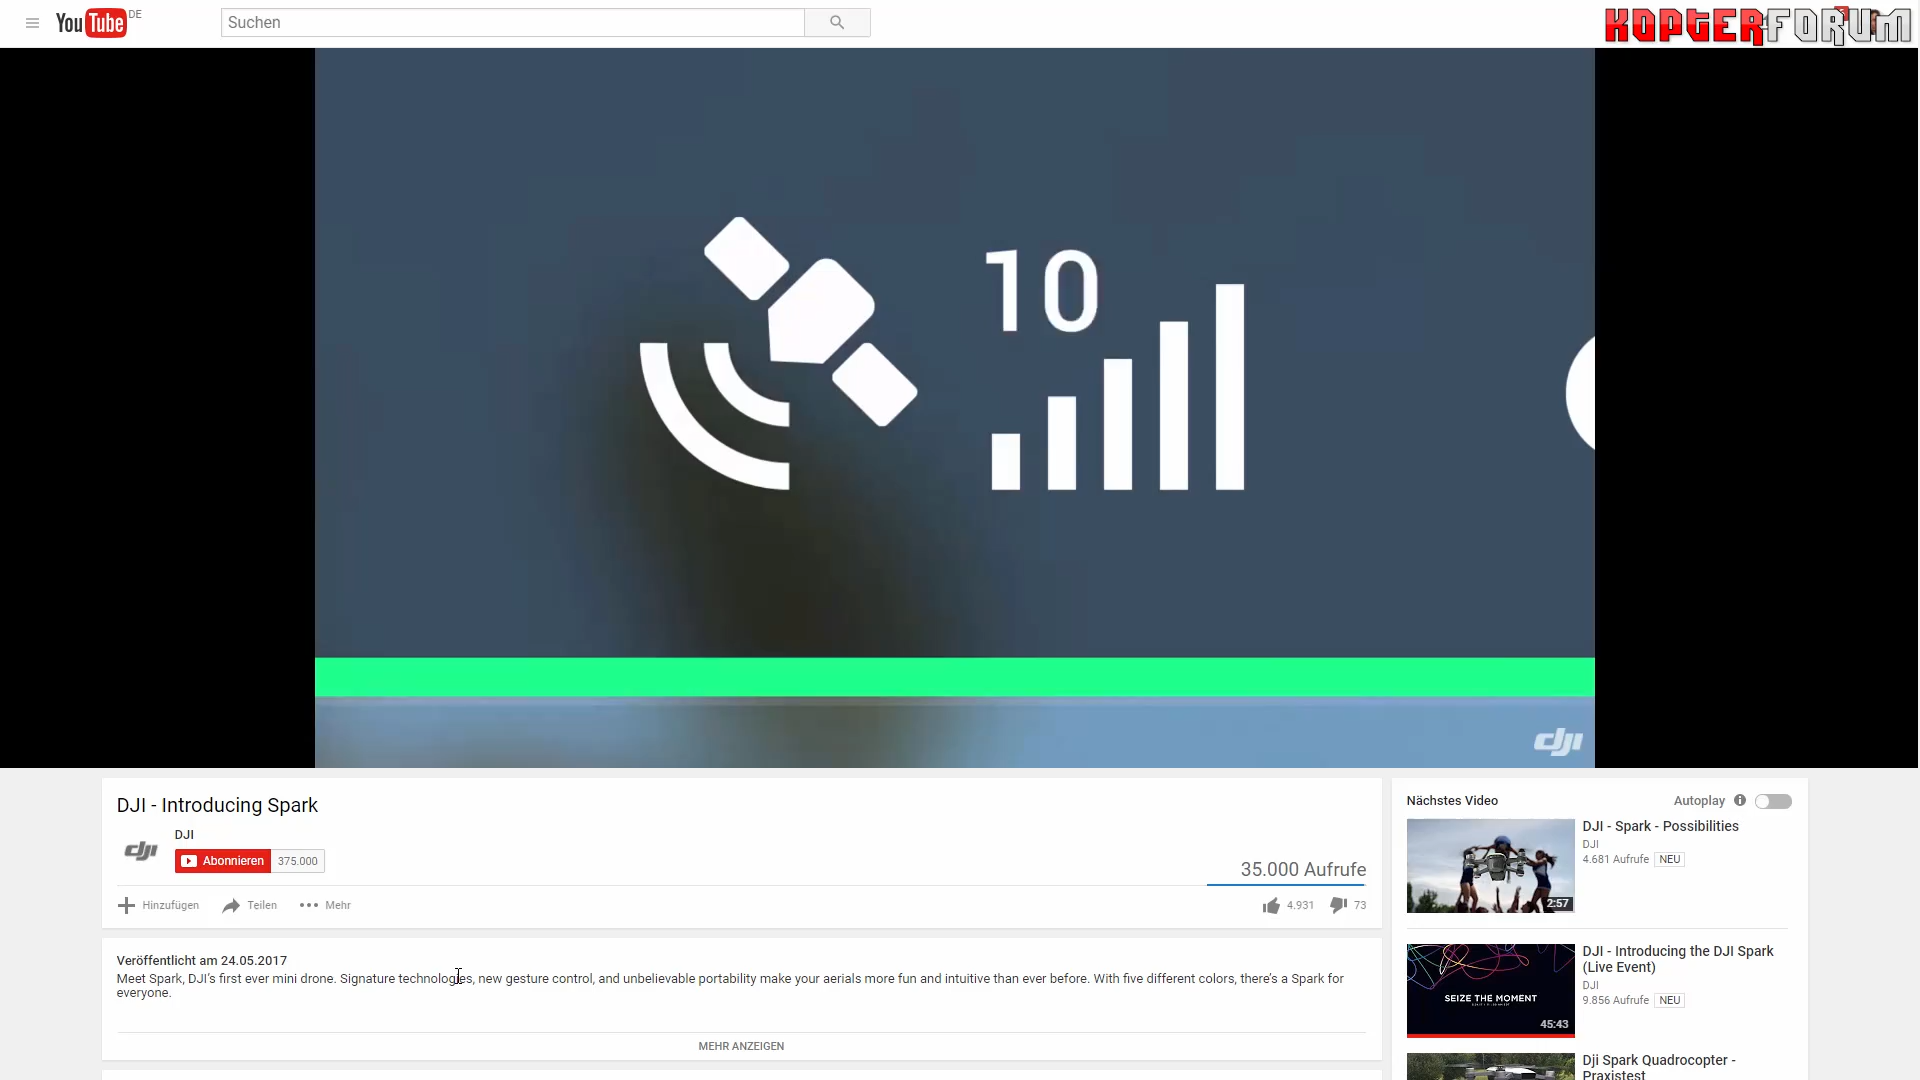 YouTube DE
Suchen
KOPTERFORUM
10
dji
DJI - Introducing Spark
dji
DJI
Abonnieren 375.000
35.000 Aufrufe
Hinzufügen Teilen Mehr
4.931 73
Veröffentlicht am 24.05.2017
Meet Spark, DJI's first ever mini drone. Signature technologies, new gesture control, and unbelievable portability make your aerials more fun and intuitive than ever before. With five different colors, there's a Spark for
everyone.
MEHR ANZEIGEN
Nächstes Video Autoplay
DJI - Spark - Possibilities
DJI
4.681 Aufrufe NEU
2:57
DJI - Introducing the DJI Spark
(Live Event)
DJI
9.856 Aufrufe NEU
SEIZE THE MOMENT
45:43
Dji Spark Quadrocopter -
Praxistest